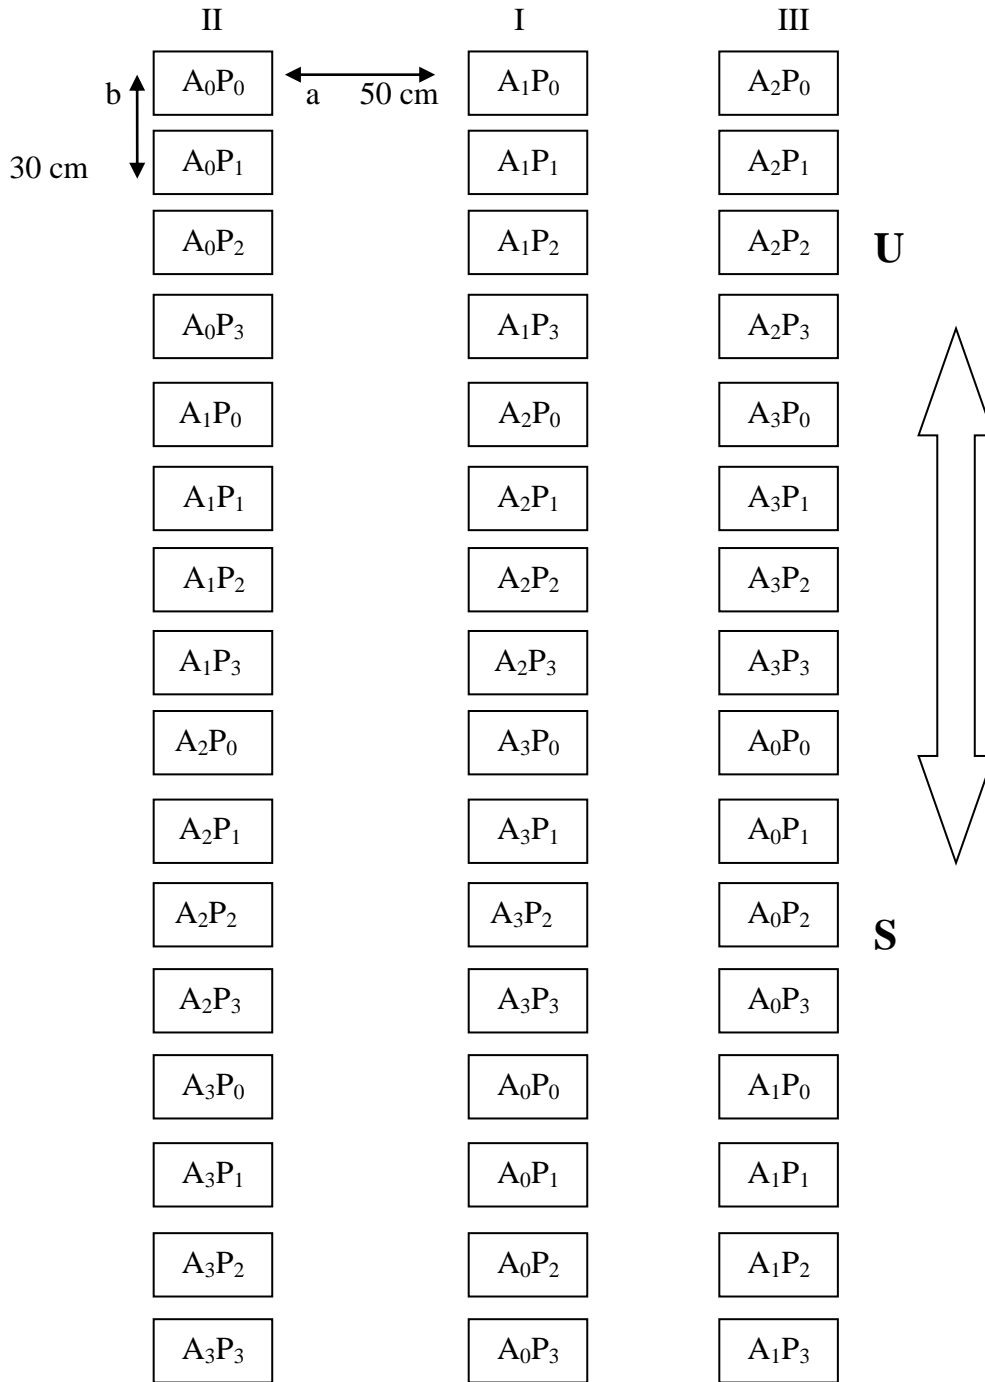 II I III
A₀P₀ a 50 cm A₁P₀ A₂P₀
b
30 cm A₀P₁ A₁P₁ A₂P₁
A₀P₂ A₁P₂ A₂P₂ U
A₀P₃ A₁P₃ A₂P₃
A₁P₀ A₂P₀ A₃P₀
A₁P₁ A₂P₁ A₃P₁
A₁P₂ A₂P₂ A₃P₂
A₁P₃ A₂P₃ A₃P₃
A₂P₀ A₃P₀ A₀P₀
A₂P₁ A₃P₁ A₀P₁
A₂P₂ A₃P₂ A₀P₂ S
A₂P₃ A₃P₃ A₀P₃
A₃P₀ A₀P₀ A₁P₀
A₃P₁ A₀P₁ A₁P₁
A₃P₂ A₀P₂ A₁P₂
A₃P₃ A₀P₃ A₁P₃